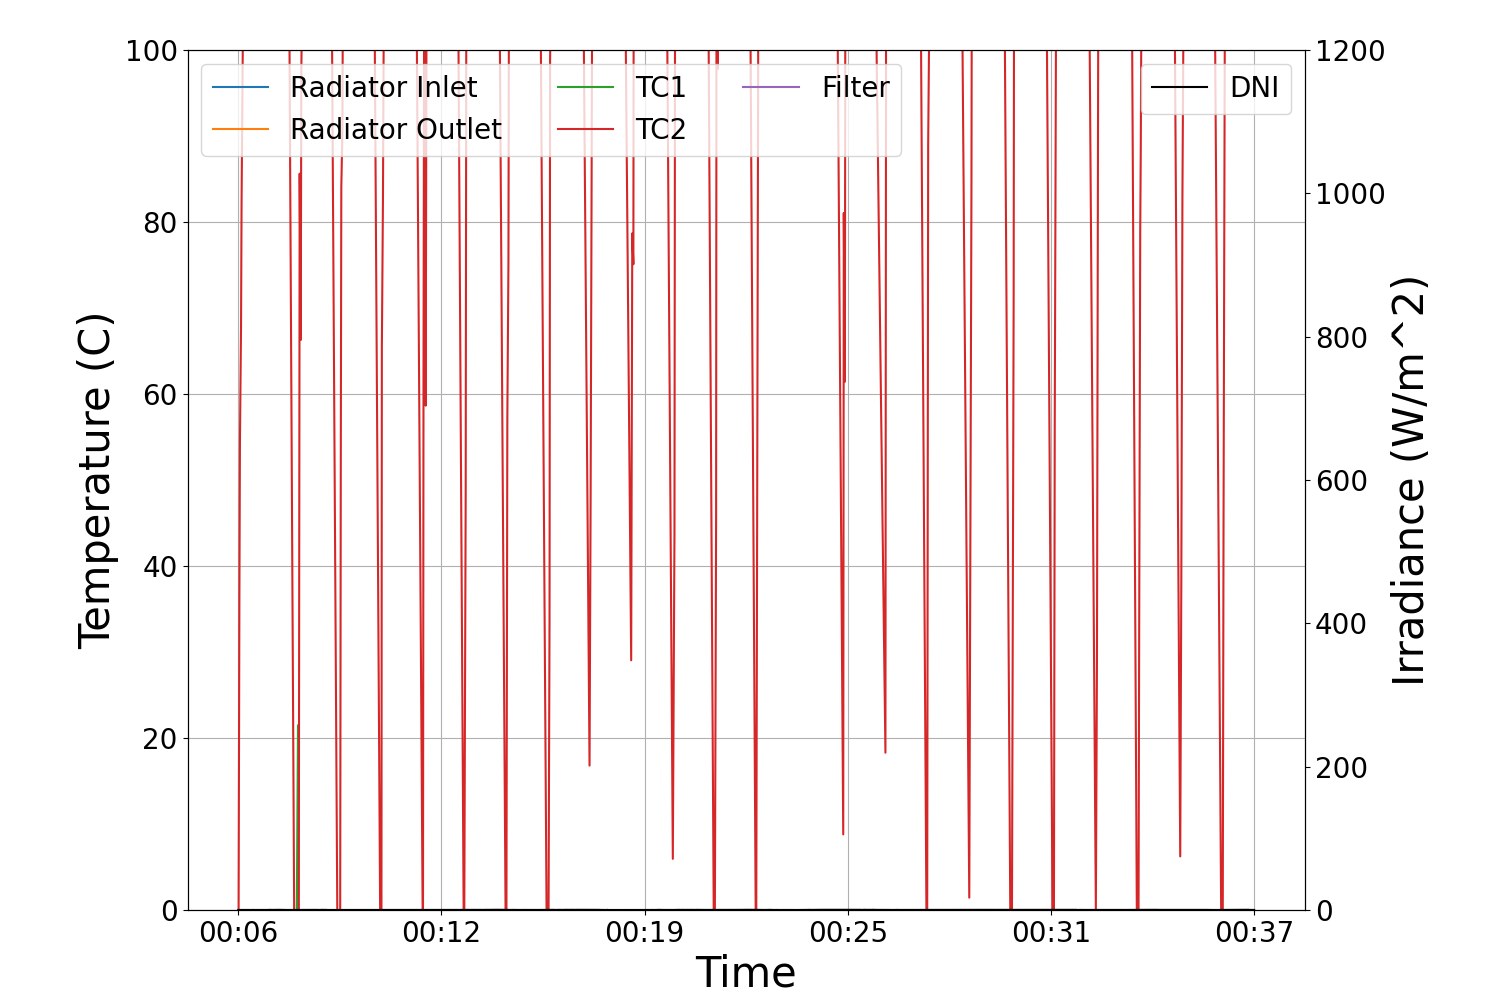 Radiator Inlet
Radiator Outlet
TC1
TC2
Filter
DNI
Temperature (C)
100
80
60
40
20
0
1200
1000
800
600
400
200
0
Irradiance (W/m^2)
00:06
00:12
00:19
00:25
00:31
00:37
Time